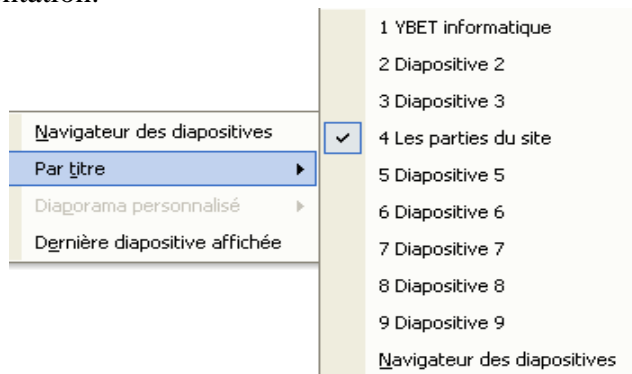 ntation.
Navigateur des diapositives
Par titre
Diaporama personnalisé
Dernière diapositive affichée
1 YBET informatique
2 Diapositive 2
3 Diapositive 3
4 Les parties du site
5 Diapositive 5
6 Diapositive 6
7 Diapositive 7
8 Diapositive 8
9 Diapositive 9
Navigateur des diapositives